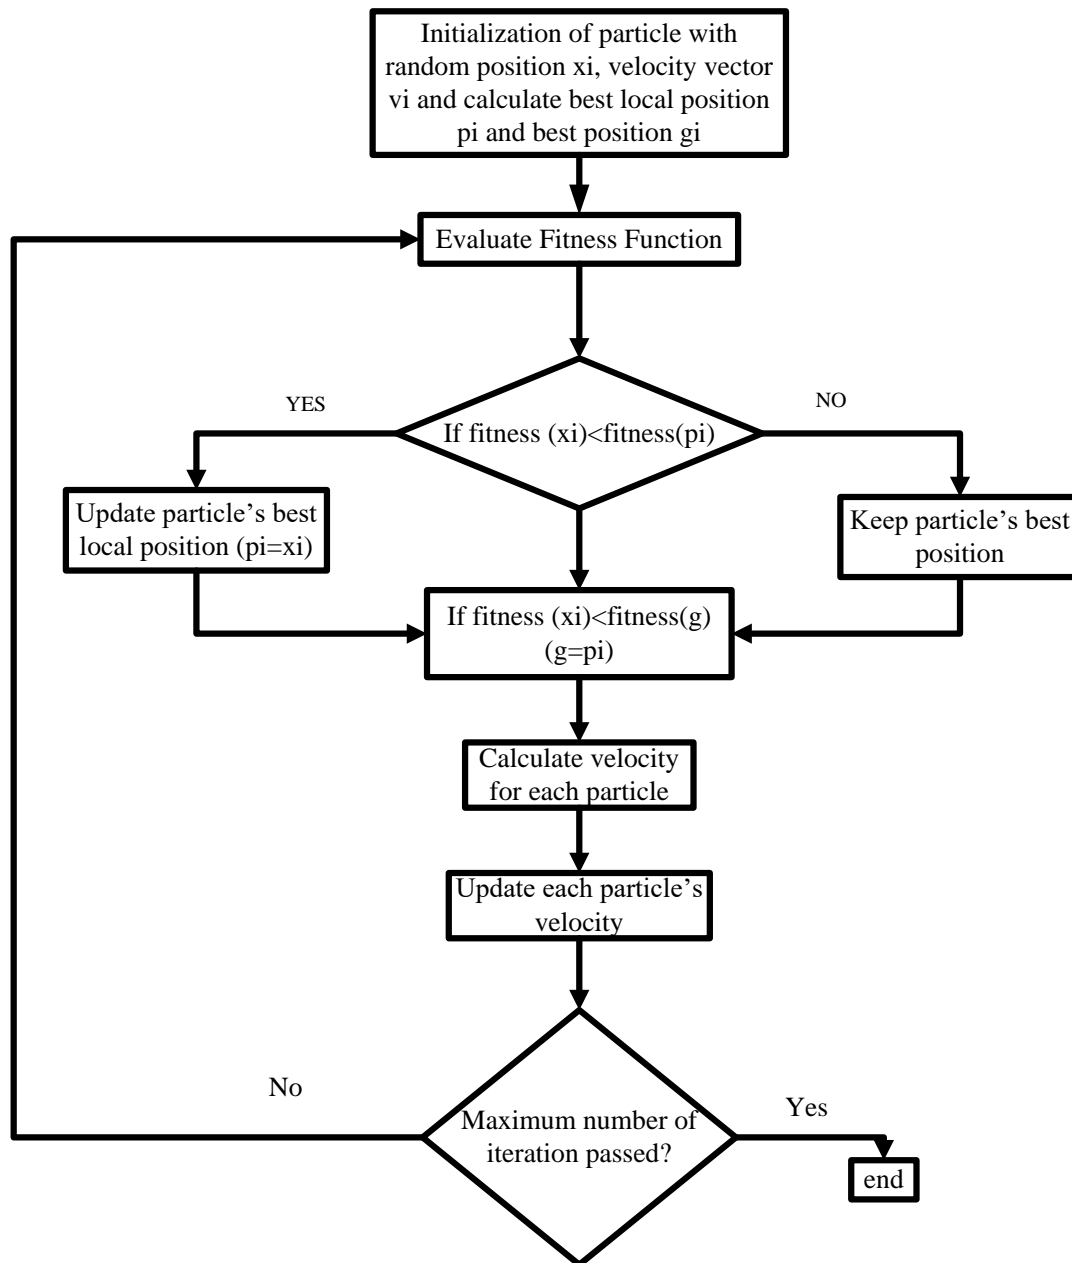 Initialization of particle with
random position xi, velocity vector
vi and calculate best local position
pi and best position gi
Evaluate Fitness Function
YES
NO
If fitness (xi)<fitness(pi)
Update particle’s best
local position (pi=xi)
Keep particle’s best
position
If fitness (xi)<fitness(g)
(g=pi)
Calculate velocity
for each particle
Update each particle’s
velocity
No
Yes
Maximum number of
iteration passed?
end